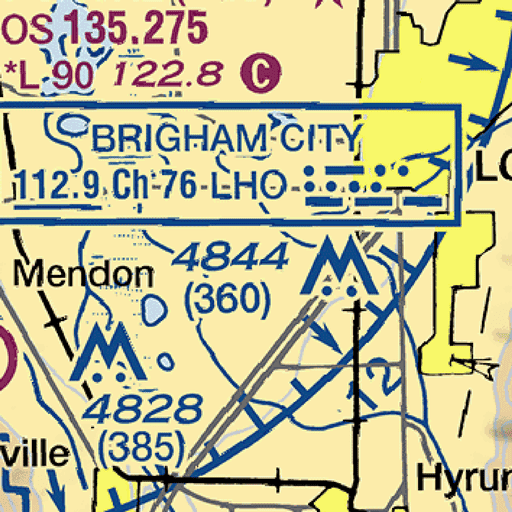 OS 135.275
*L 90 122.8 C
BRIGHAM CITY
112.9 Ch 76 LHO
4844
(360)
Mendon
4828
(385)
12
ville